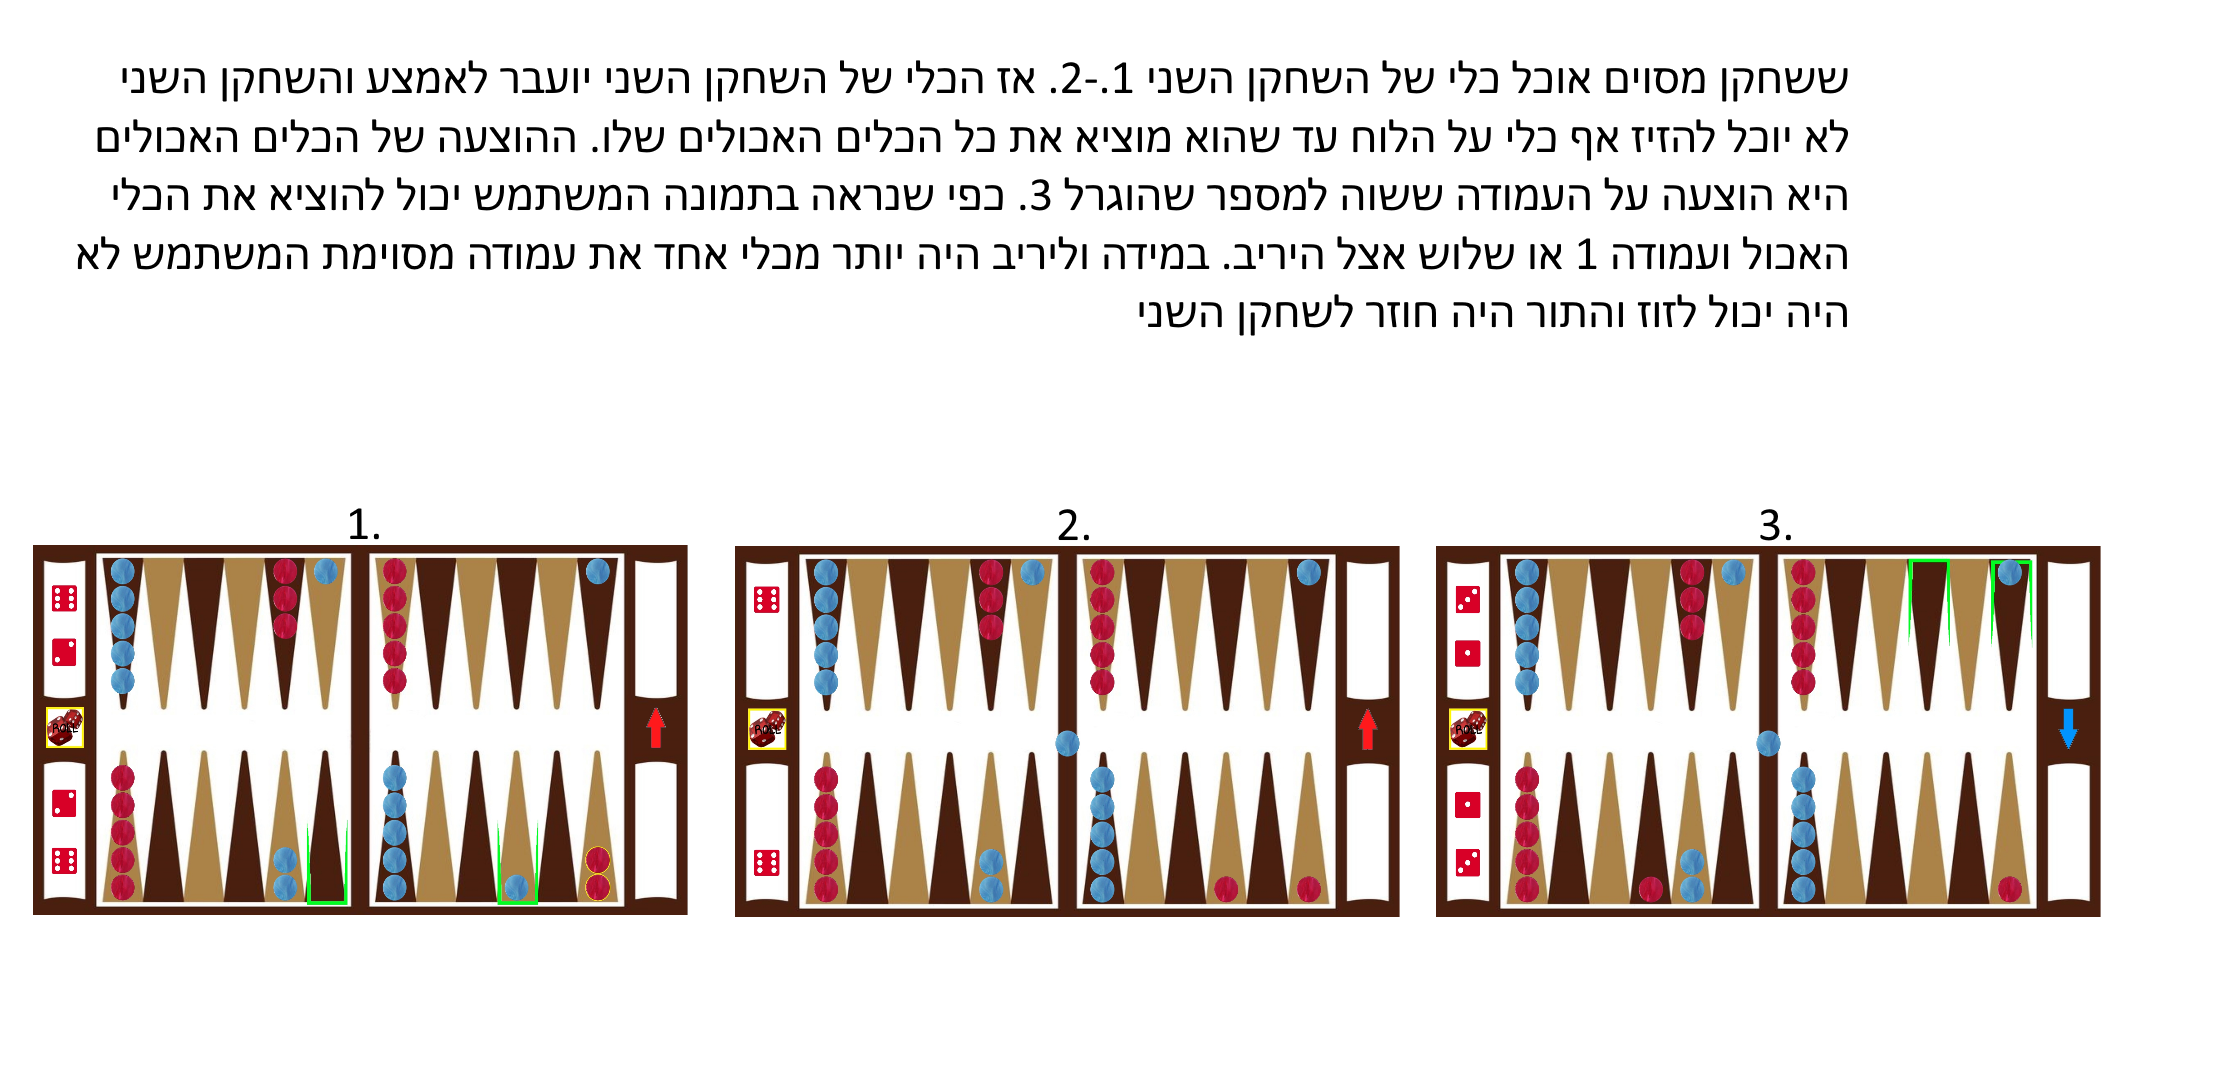 ששחקן מסוים אוכל כלי של השחקן השני 1.-2. אז הכלי של השחקן השני יועבר לאמצע והשחקן השני
לא יוכל להזיז אף כלי על הלוח עד שהוא מוציא את כל הכלים האכולים שלו. ההוצעה של הכלים האכולים
היא הוצעה על העמודה ששוה למספר שהוגרל 3. כפי שנראה בתמונה המשתמש יכול להוציא את הכלי
האכול ועמודה 1 או שלוש אצל היריב. במידה וליריב היה יותר מכלי אחד את עמודה מסוימת המשתמש לא
היה יכול לזוז והתור היה חוזר לשחקן השני
1. 2. 3.
ROLL ROLL ROLL